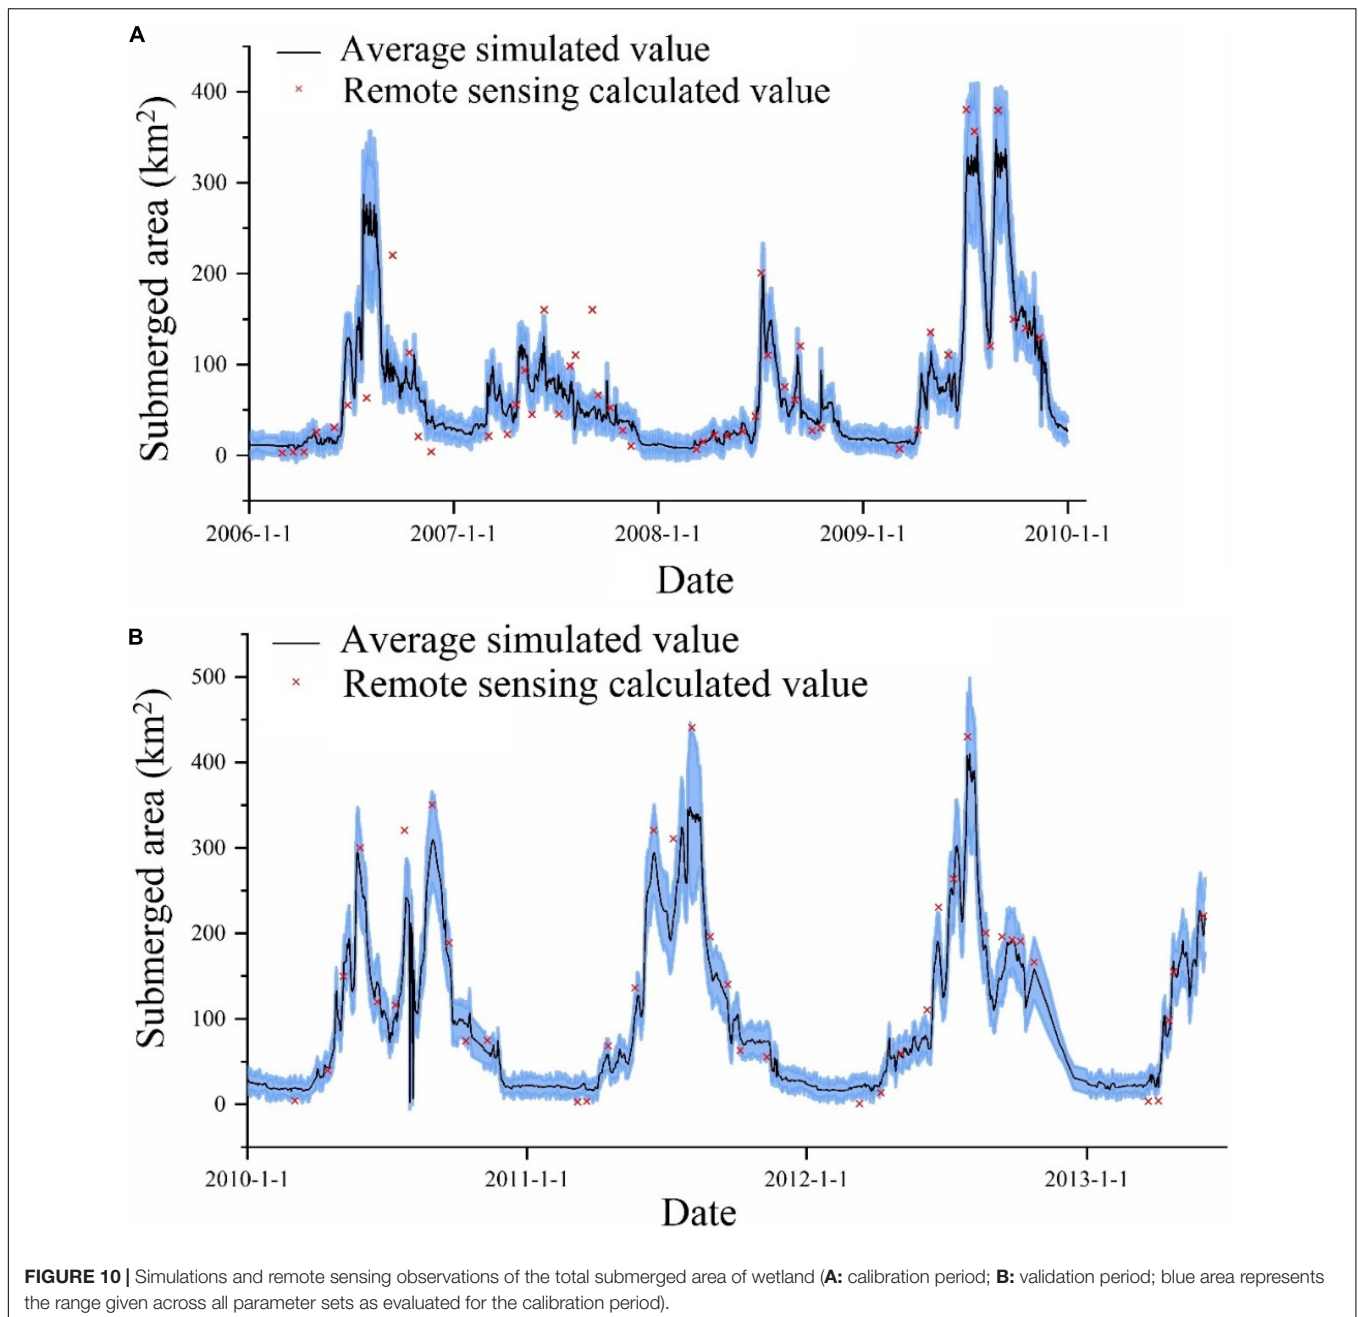 A
Average simulated value
Remote sensing calculated value
Submerged area (km²)
400
300
200
100
0
2006-1-1
2007-1-1
2008-1-1
2009-1-1
2010-1-1
Date
B
Average simulated value
Remote sensing calculated value
Submerged area (km²)
500
400
300
200
100
0
2010-1-1
2011-1-1
2012-1-1
2013-1-1
Date
FIGURE 10 | Simulations and remote sensing observations of the total submerged area of wetland (A: calibration period; B: validation period; blue area represents
the range given across all parameter sets as evaluated for the calibration period).